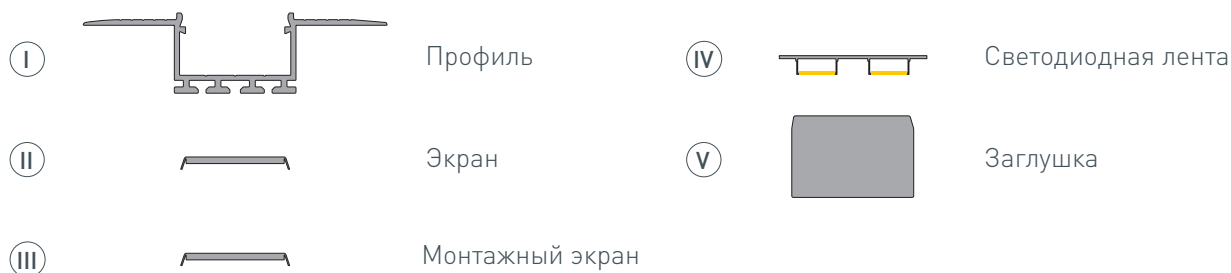 I Профиль
II Экран
III Монтажный экран
IV Светодиодная лента
V Заглушка